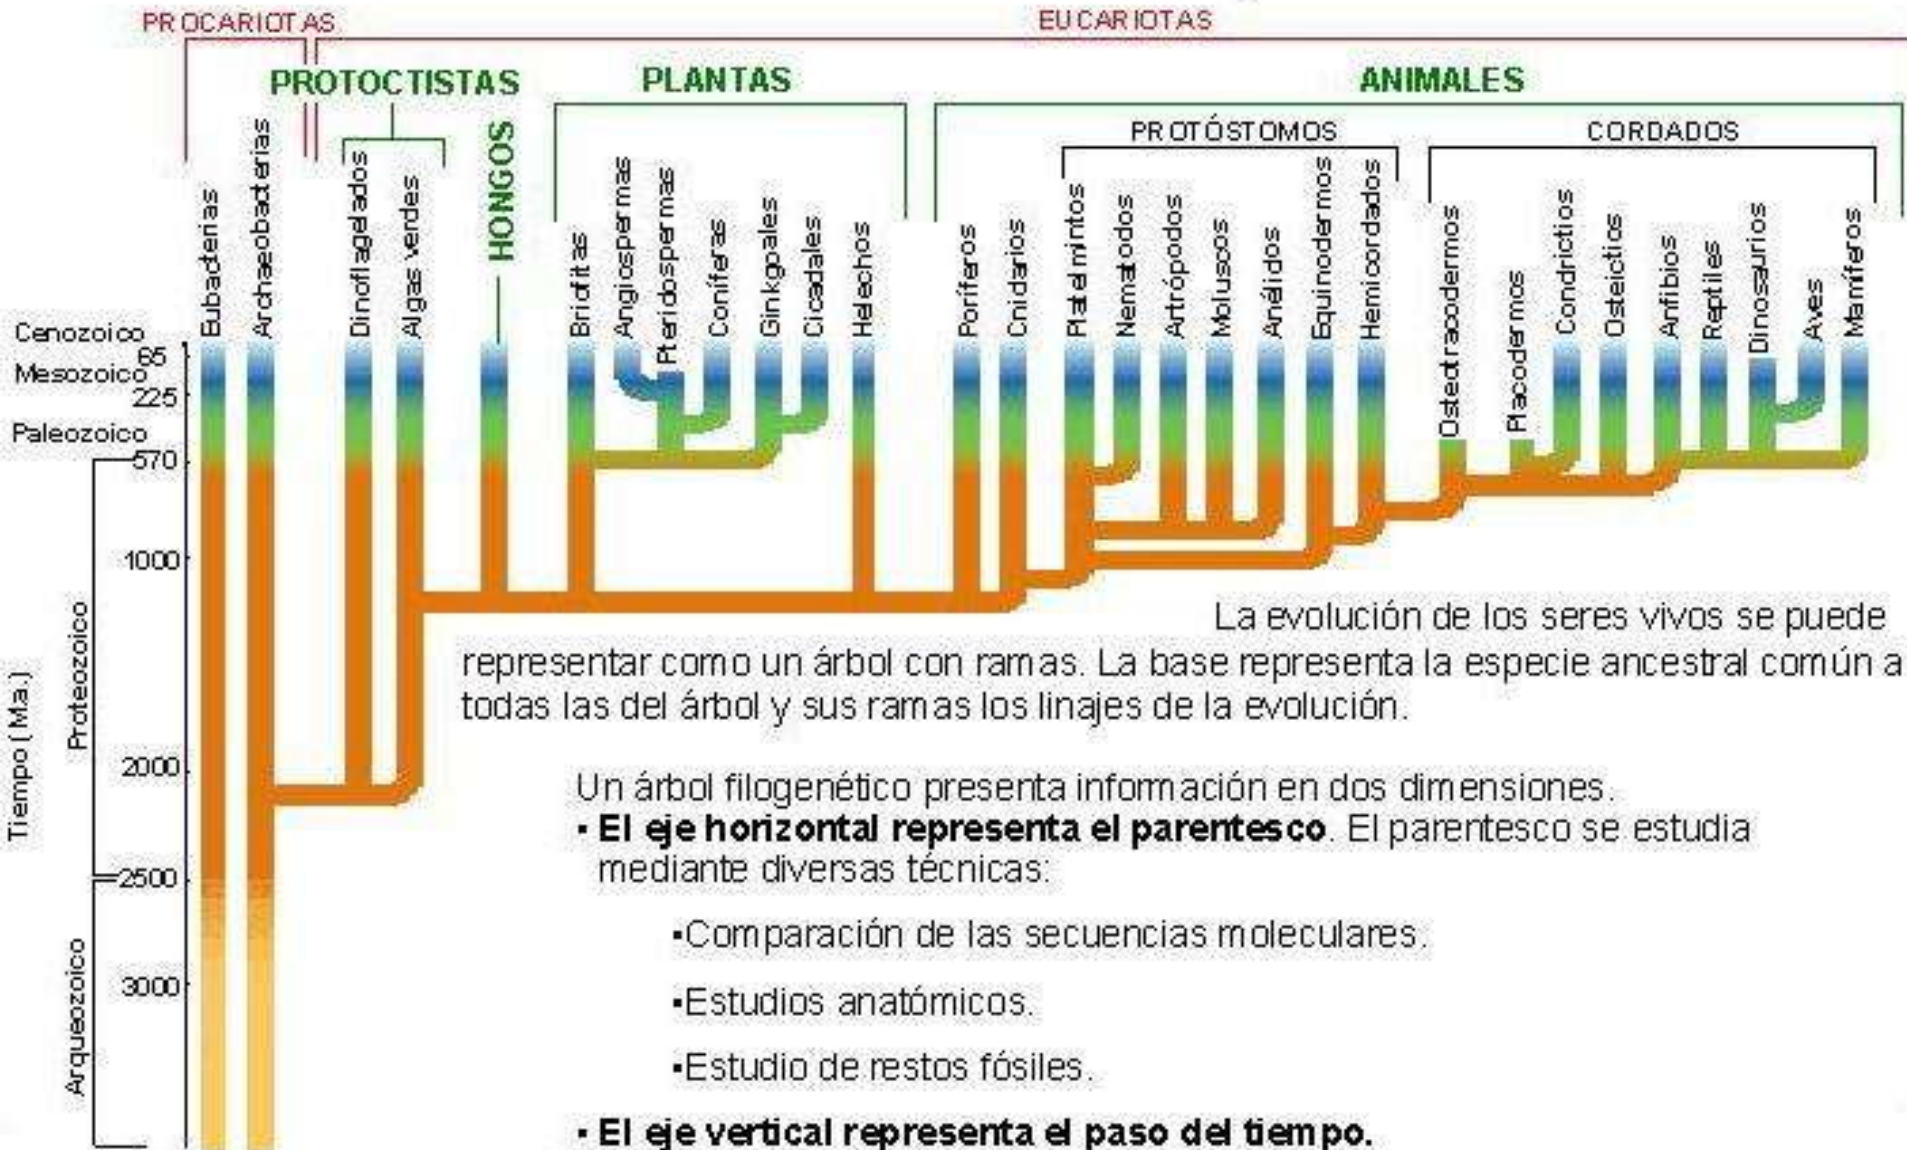 PROCARIOTAS
EUCARIOTAS
PROTOCTISTAS
PLANTAS
ANIMALES
HONGOS
PROTÓSTOMOS
CORDADOS
Eubacterias
Archaeobacterias
Dinoflagelados
Algas verdes
Briofitas
Angiospermas
Pteridospermas
Coníferas
Ginkgoales
Cicadales
Helechos
Poríferos
Cnidarios
Platelmintos
Nematodos
Artrópodos
Moluscos
Anélidos
Equinodermos
Hemicordados
Osteotracodermos
Placodermos
Condrictios
Osteictios
Anfibios
Reptiles
Dinosaurios
Aves
Mamíferos
Cenozoico
65
Mesozoico
225
Paleozoico
570
1000
Proteozoico
2000
Tiempo (Ma.)
2500
Arqueozoico
3000
La evolución de los seres vivos se puede
representar como un árbol con ramas. La base representa la especie ancestral común a
todas las del árbol y sus ramas los linajes de la evolución.
Un árbol filogenético presenta información en dos dimensiones.
▪ El eje horizontal representa el parentesco. El parentesco se estudia
mediante diversas técnicas:
▪Comparación de las secuencias moleculares.
▪Estudios anatómicos.
▪Estudio de restos fósiles.
▪ El eje vertical representa el paso del tiempo.